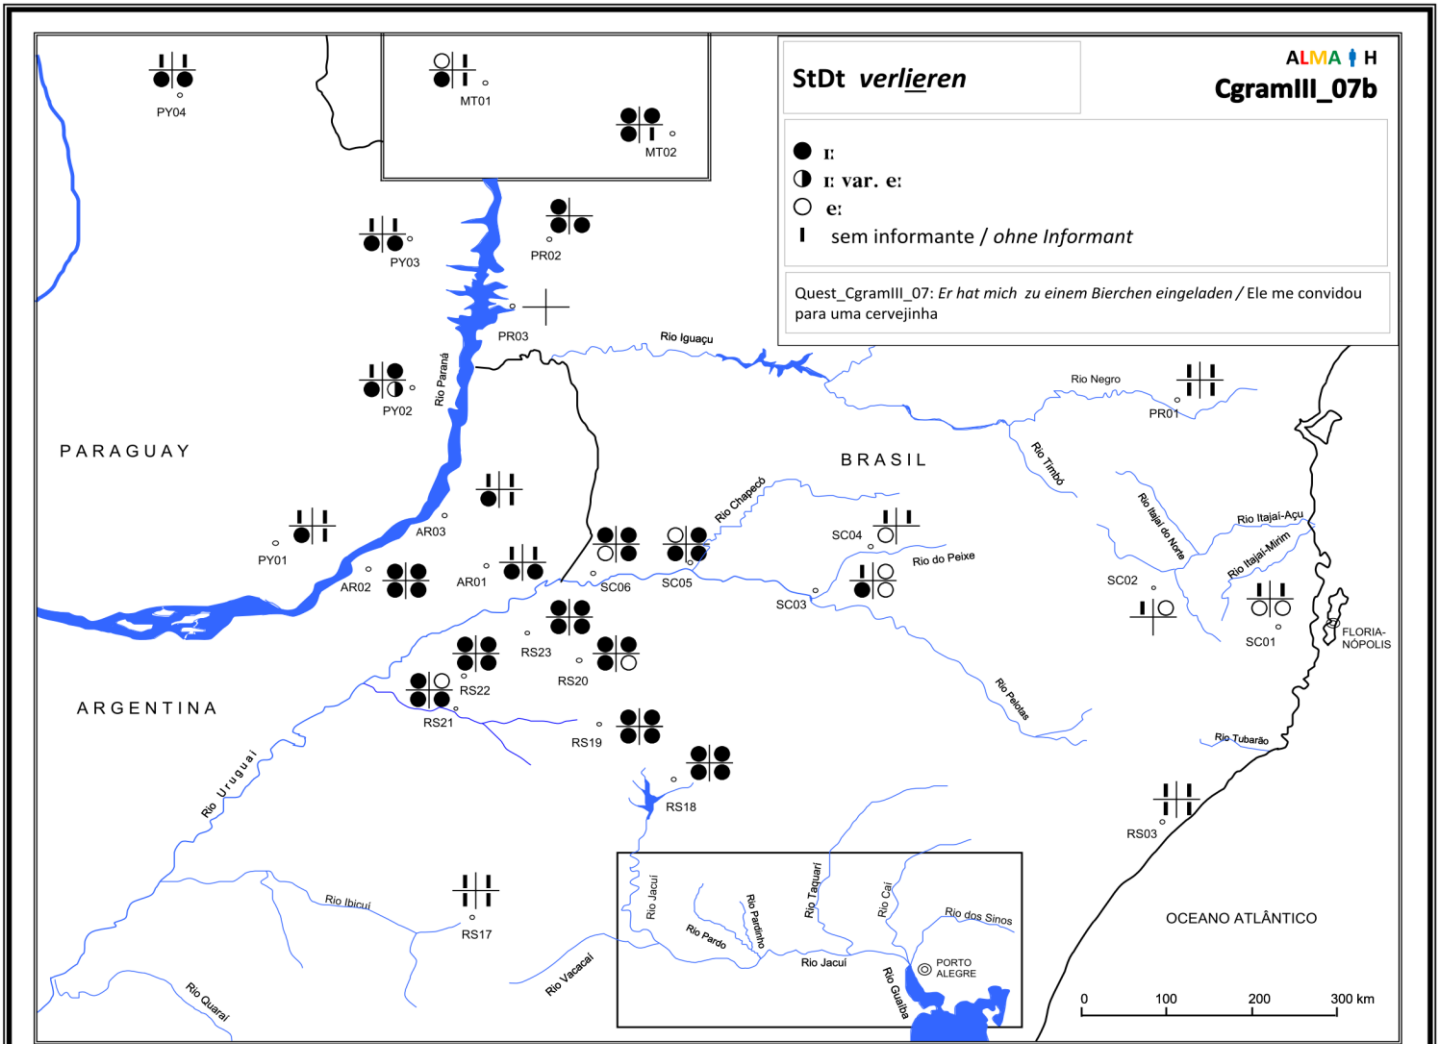 StDt verlieren
ALMA H
CgramIII_07b
ɪː
ɪː var. eː
eː
sem informante / ohne Informant
Quest_CgramIII_07: Er hat mich zu einem Bierchen eingeladen / Ele me convidou
para uma cervejinha
PY04
MT01
MT02
PY03
PR02
PR03
Rio Iguaçu
Rio Paraná
PY02
Rio Negro
PR01
PARAGUAY
BRASIL
Rio Timbó
Rio Chapecó
Rio Itajaí do Norte
Rio Itajaí-Açu
Rio Itajaí-Mirim
AR03
SC04
PY01
Rio do Peixe
AR02
AR01
SC06
SC05
SC03
SC02
SC01
FLORIA-
NÓPOLIS
RS23
RS20
RS22
RS21
Rio Pelotas
ARGENTINA
RS19
Rio Tubarão
Rio Uruguai
RS18
RS03
Rio Ibicuí
RS17
Rio Jacuí
Rio Pardo
Rio Pardinho
Rio Taquarí
Rio Caí
Rio dos Sinos
OCEANO ATLÂNTICO
Rio Vacacaí
Rio Jacuí
PORTO
ALEGRE
Rio Guaíba
Rio Quaraí
0 100 200 300 km